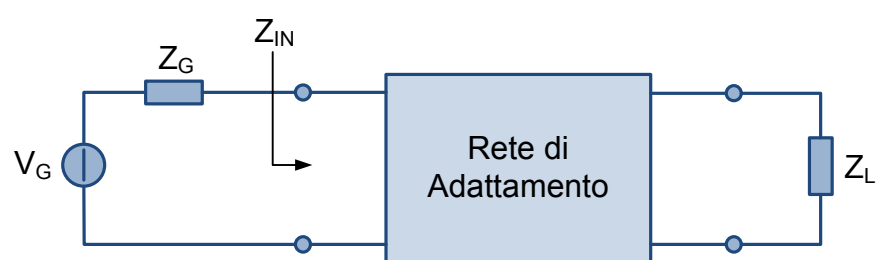 Z_IN
Z_G
V_G
Rete di
Adattamento
Z_L